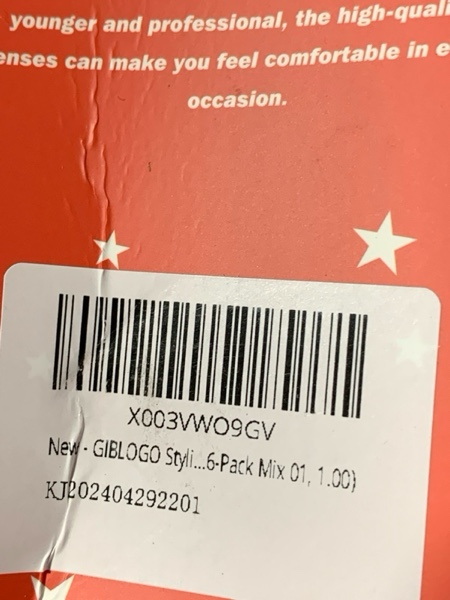 younger and professional, the high-quali
enses can make you feel comfortable in e
occasion.
X003VWO9GV
New - GIBLOGO Styli...6-Pack Mix 01, 1.00)
KJ202404292201